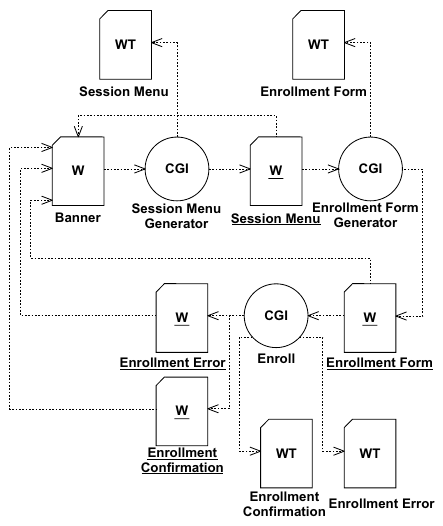 WT
WT
Session Menu
Enrollment Form
W
CGI
W
CGI
Banner
Session Menu
Generator
Session Menu
Enrollment Form
Generator
W
CGI
W
Enrollment Error
Enroll
Enrollment Form
W
Enrollment
Confirmation
WT
WT
Enrollment
Confirmation
Enrollment Error